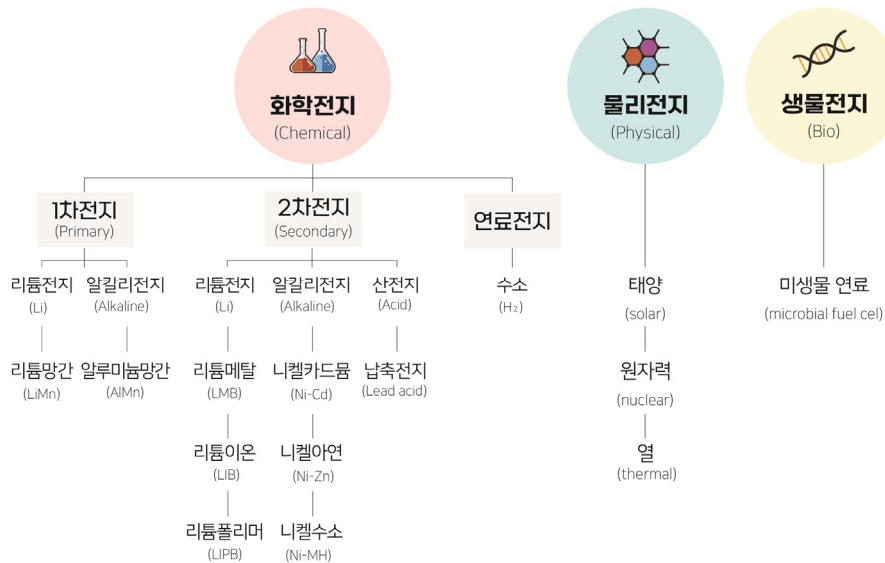 화학전지
(Chemical)
물리전지
(Physical)
생물전지
(Bio)
1차전지
(Primary)
2차전지
(Secondary)
연료전지
리튬전지
(Li)
알길리전지
(Alkaline)
리튬전지
(Li)
알길리전지
(Alkaline)
산전지
(Acid)
수소
(H₂)
태양
(solar)
미생물 연료
(microbial fuel cel)
리튬망간
(LiMn)
알루미늄망간
(AlMn)
리튬메탈
(LMB)
니켈카드뮴
(Ni-Cd)
납축전지
(Lead acid)
원자력
(nuclear)
리튬이온
(LIB)
니켈아연
(Ni-Zn)
열
(thermal)
리튬폴리머
(LIPB)
니켈수소
(Ni-MH)